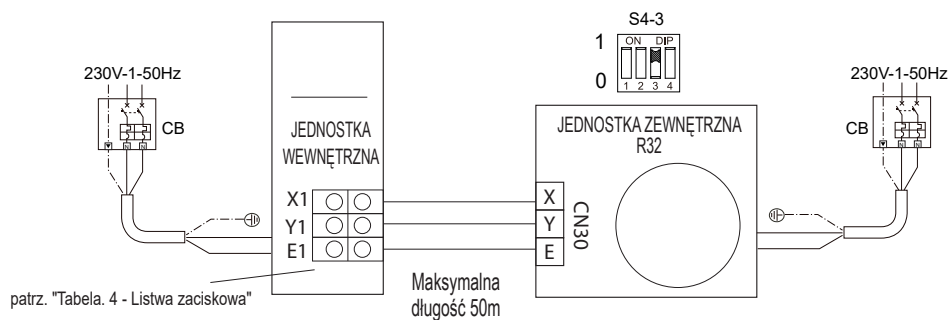 S4-3
1
ON DIP
0
1 2 3 4
230V-1-50Hz
CB
L N
JEDNOSTKA
WEWNĘTRZNA
X1
Y1
E1
JEDNOSTKA ZEWNĘTRZNA
R32
X
Y
E
CN30
230V-1-50Hz
CB
L N
Maksymalna
długość 50m
patrz. "Tabela. 4 - Listwa zaciskowa"